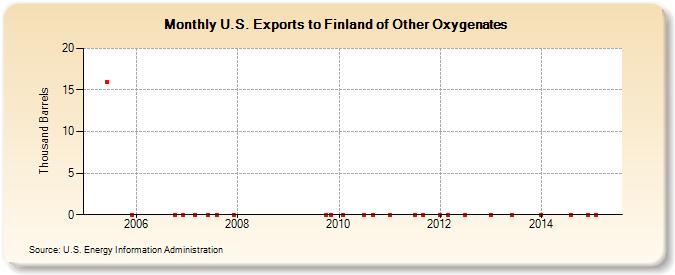 Monthly U.S. Exports to Finland of Other Oxygenates
Thousand Barrels
20
15
10
5
0
2006 2008 2010 2012 2014
Source: U.S. Energy Information Administration